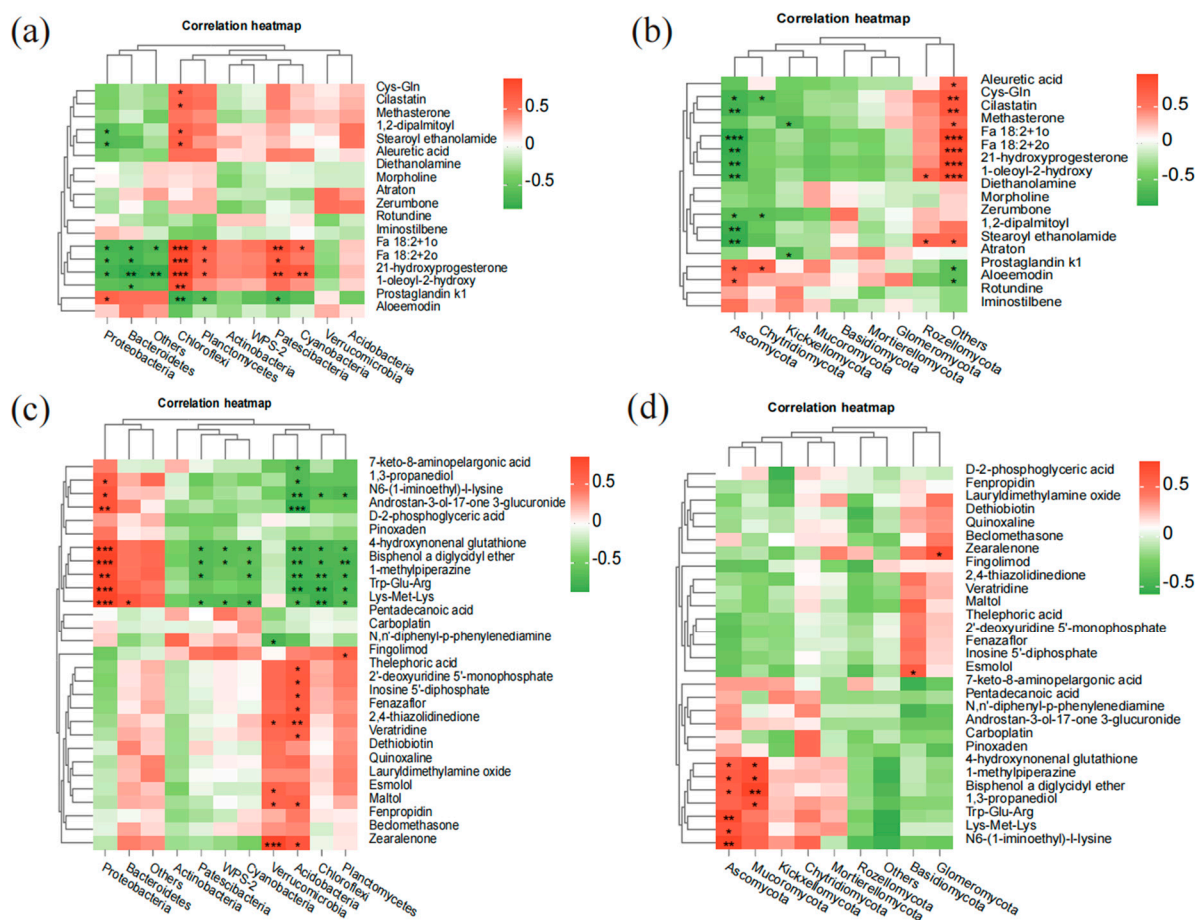 (a)
Correlation heatmap
Cys-Gln
Cilastatin
Methasterone
1,2-dipalmitoyl
Stearoyl ethanolamide
Aleuretic acid
Diethanolamine
Morpholine
Atraton
Zerumbone
Rotundine
Iminostilbene
Fa 18:2+1o
Fa 18:2+2o
21-hydroxyprogesterone
1-oleoyl-2-hydroxy
Prostaglandin k1
Aloeemodin
0.5
0
-0.5
Proteobacteria
Bacteroidetes
Others
Chloroflexi
Planctomycetes
Actinobacteria
WPS-2
Patescibacteria
Cyanobacteria
Verrucomicrobia
Acidobacteria
(b)
Correlation heatmap
Aleuretic acid
Cys-Gln
Cilastatin
Methasterone
Fa 18:2+1o
Fa 18:2+2o
21-hydroxyprogesterone
1-oleoyl-2-hydroxy
Diethanolamine
Morpholine
Zerumbone
1,2-dipalmitoyl
Stearoyl ethanolamide
Atraton
Prostaglandin k1
Aloeemodin
Rotundine
Iminostilbene
0.5
0
-0.5
Ascomycota
Chytridiomycota
Kickxellomycota
Mucoromycota
Basidiomycota
Mortierellomycota
Glomeromycota
Rozellomycota
Others
(c)
Correlation heatmap
7-keto-8-aminopelargonic acid
1,3-propanediol
N6-(1-iminoethyl)-l-lysine
Androstan-3-ol-17-one 3-glucuronide
D-2-phosphoglyceric acid
Pinoxaden
4-hydroxynonenal glutathione
Bisphenol a diglycidyl ether
1-methylpiperazine
Trp-Glu-Arg
Lys-Met-Lys
Pentadecanoic acid
Carboplatin
N,n'-diphenyl-p-phenylenediamine
Fingolimod
Thelephoric acid
2'-deoxyuridine 5'-monophosphate
Inosine 5'-diphosphate
Fenazaflor
2,4-thiazolidinedione
Veratridine
Dethiobiotin
Quinoxaline
Lauryldimethylamine oxide
Esmolol
Maltol
Fenpropidin
Beclomethasone
Zearalenone
0.5
0
-0.5
Proteobacteria
Bacteroidetes
Others
Actinobacteria
Patescibacteria
WPS-2
Cyanobacteria
Verrucomicrobia
Acidobacteria
Chloroflexi
Planctomycetes
(d)
Correlation heatmap
D-2-phosphoglyceric acid
Fenpropidin
Lauryldimethylamine oxide
Dethiobiotin
Quinoxaline
Beclomethasone
Zearalenone
Fingolimod
2,4-thiazolidinedione
Veratridine
Maltol
Thelephoric acid
2'-deoxyuridine 5'-monophosphate
Fenazaflor
Inosine 5'-diphosphate
Esmolol
7-keto-8-aminopelargonic acid
Pentadecanoic acid
N,n'-diphenyl-p-phenylenediamine
Androstan-3-ol-17-one 3-glucuronide
Carboplatin
Pinoxaden
4-hydroxynonenal glutathione
1-methylpiperazine
Bisphenol a diglycidyl ether
1,3-propanediol
Trp-Glu-Arg
Lys-Met-Lys
N6-(1-iminoethyl)-l-lysine
0.5
0
-0.5
Ascomycota
Mucoromycota
Kickxellomycota
Chytridiomycota
Mortierellomycota
Rozellomycota
Others
Basidiomycota
Glomeromycota